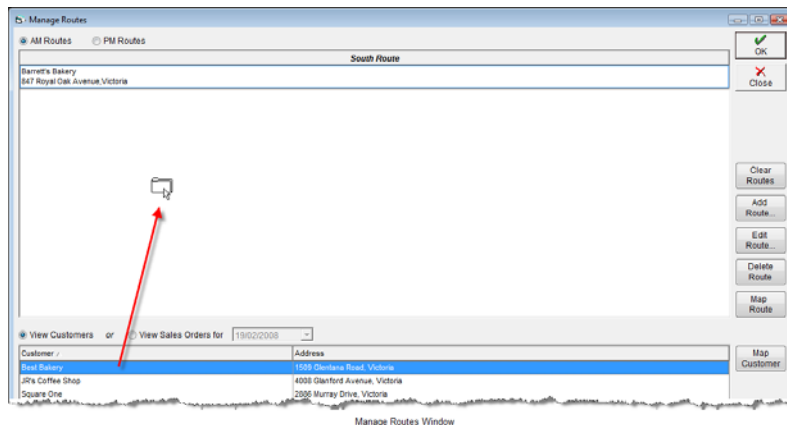 Manage Routes
AM Routes PM Routes
OK
South Route
Barrett's Bakery
847 Royal Oak Avenue,Victoria
Close
Clear
Routes
Add
Route...
Edit
Route...
Delete
Route
Map
Route
View Customers or View Sales Orders for 19/02/2008
Customer / Address
Map
Customer
Best Bakery 1509 Glentana Road, Victoria
JR's Coffee Shop 4008 Glanford Avenue, Victoria
Square One 2886 Murray Drive, Victoria
Manage Routes Window